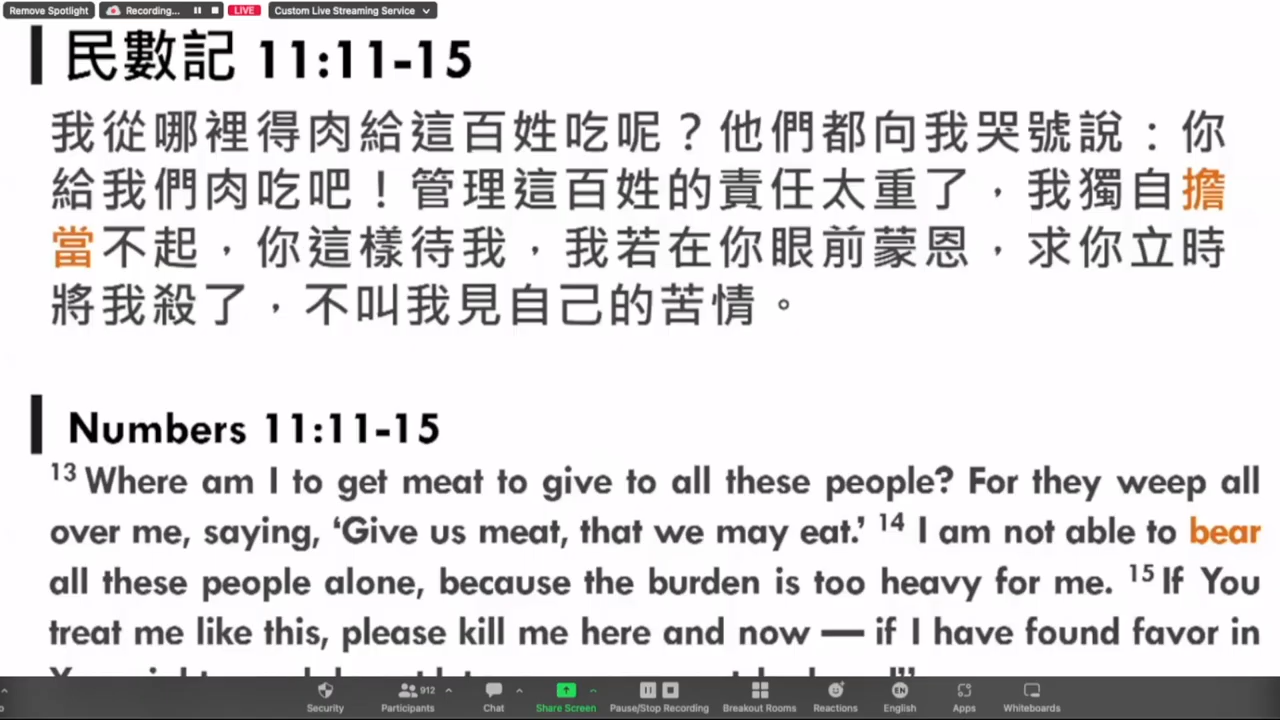 Remove Spotlight
Recording...
LIVE
Custom Live Streaming Service
民數記 11:11-15
我從哪裡得肉給這百姓吃呢？他們都向我哭號說：你
給我們肉吃吧！管理這百姓的責任太重了，我獨自擔
當不起，你這樣待我，我若在你眼前蒙恩，求你立時
將我殺了，不叫我見自己的苦情。
Numbers 11:11-15
13 Where am I to get meat to give to all these people? For they weep all
over me, saying, ‘Give us meat, that we may eat.’ 14 I am not able to bear
all these people alone, because the burden is too heavy for me. 15 If You
treat me like this, please kill me here and now — if I have found favor in
Security
Participants 912
Chat
Share Screen
Pause/Stop Recording
Breakout Rooms
Reactions
EN
English
Apps
Whiteboards